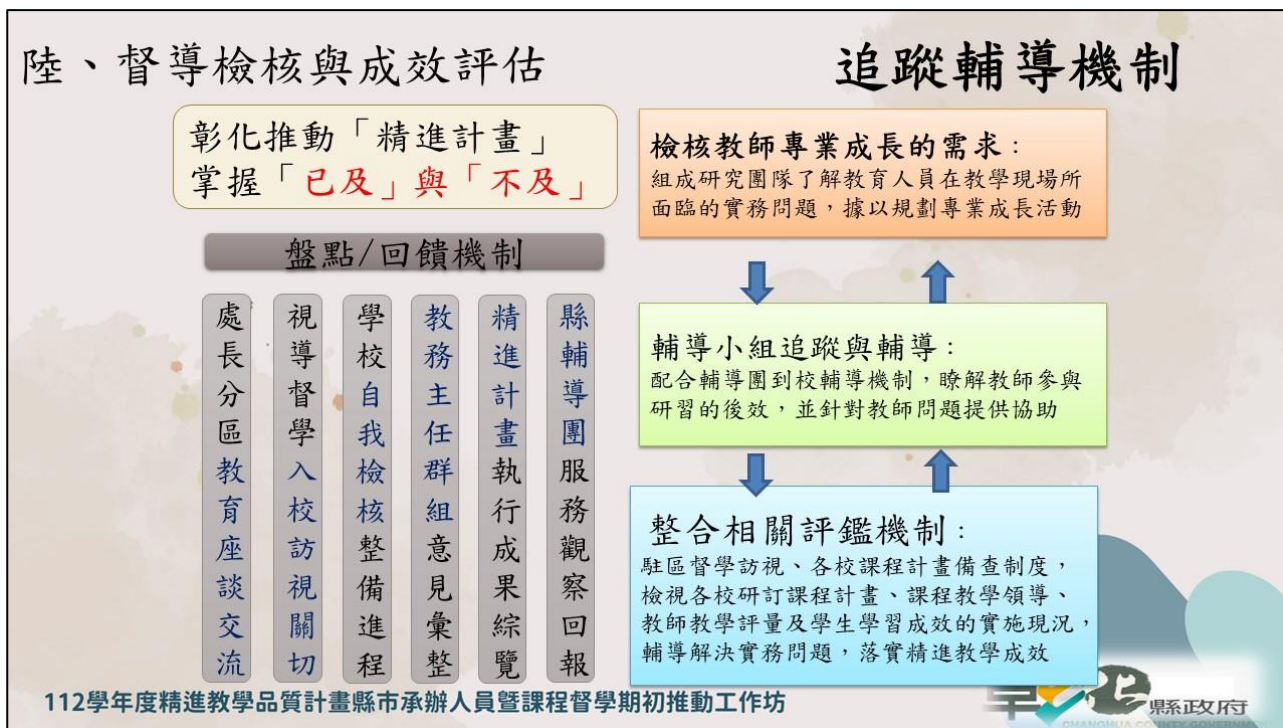 陸、督導檢核與成效評估
追蹤輔導機制
彰化推動「精進計畫」
掌握「已及」與「不及」
盤點/回饋機制
處長分區教育座談交流
視導督學入校訪視關切
學校自我檢核整備進程
教務主任群組意見彙整
精進計畫執行成果綜覽
縣輔導團服務觀察回報
檢核教師專業成長的需求：
組成研究團隊了解教育人員在教學現場所
面臨的實務問題，據以規劃專業成長活動
輔導小組追蹤與輔導：
配合輔導團到校輔導機制，瞭解教師參與
研習的後效，並針對教師問題提供協助
整合相關評鑑機制：
駐區督學訪視、各校課程計畫備查制度，
檢視各校研訂課程計畫、課程教學領導、
教師教學評量及學生學習成效的實施現況，
輔導解決實務問題，落實精進教學成效
112學年度精進教學品質計畫縣市承辦人員暨課程督學期初推動工作坊
縣政府
CHANGHUA COUNTY GOVERNMEN